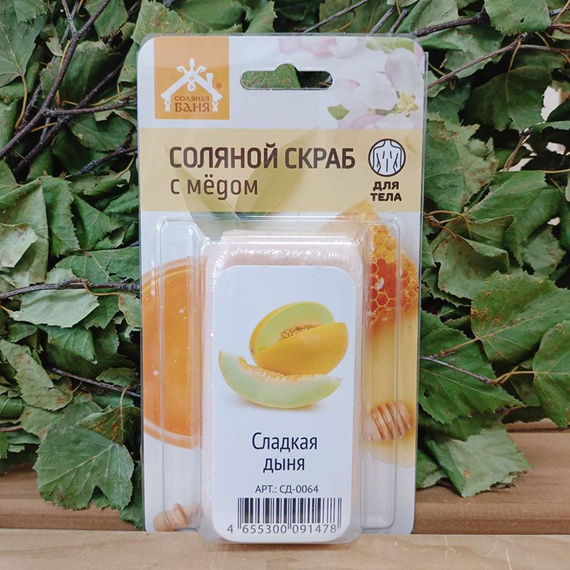 СОЛЯНАЯ
БАНЯ
СОЛЯНОЙ СКРАБ
с мёдом
ДЛЯ
ТЕЛА
Сладкая
дыня
АРТ.: СД-0064
4 655300 091478